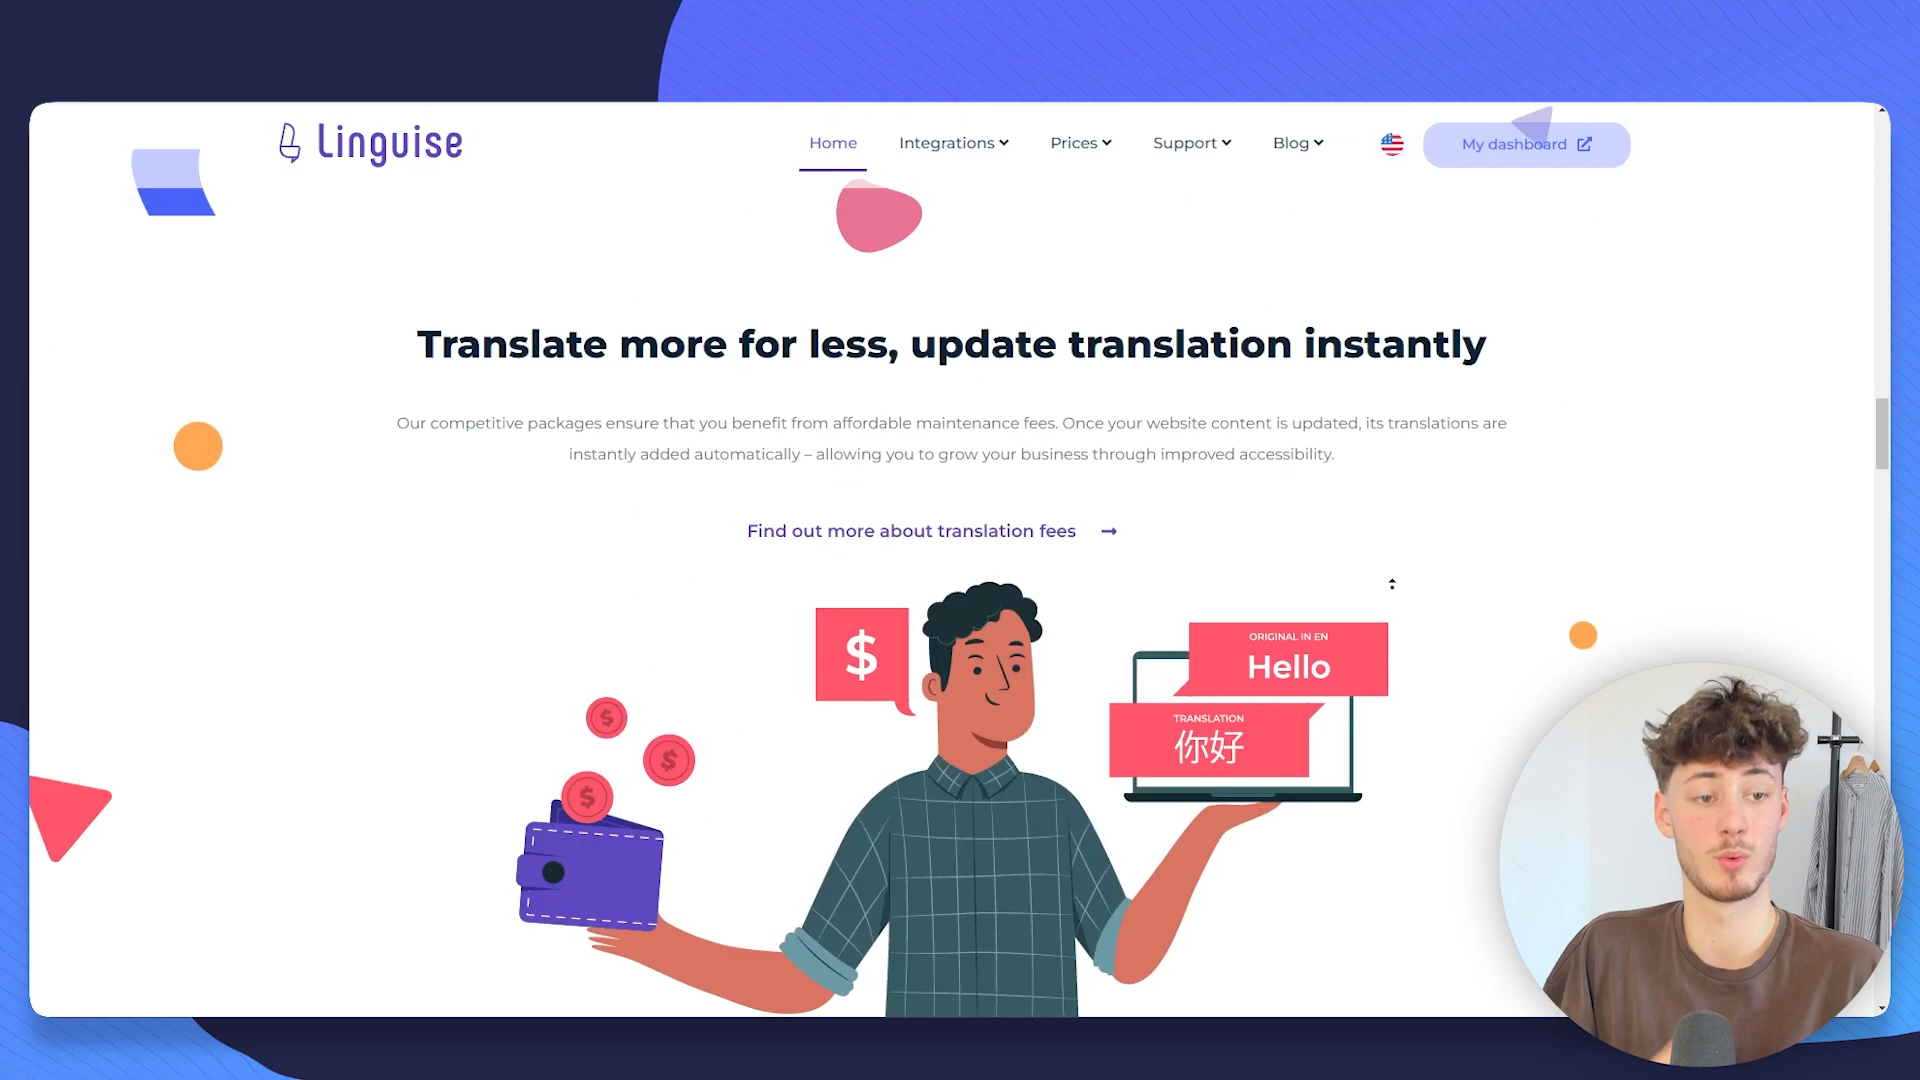 Linguise
Home Integrations Prices Support Blog My dashboard
Translate more for less, update translation instantly
Our competitive packages ensure that you benefit from affordable maintenance fees. Once your website content is updated, its translations are
instantly added automatically – allowing you to grow your business through improved accessibility.
Find out more about translation fees →
$
ORIGINAL IN EN
Hello
TRANSLATION
你好
$
$
$